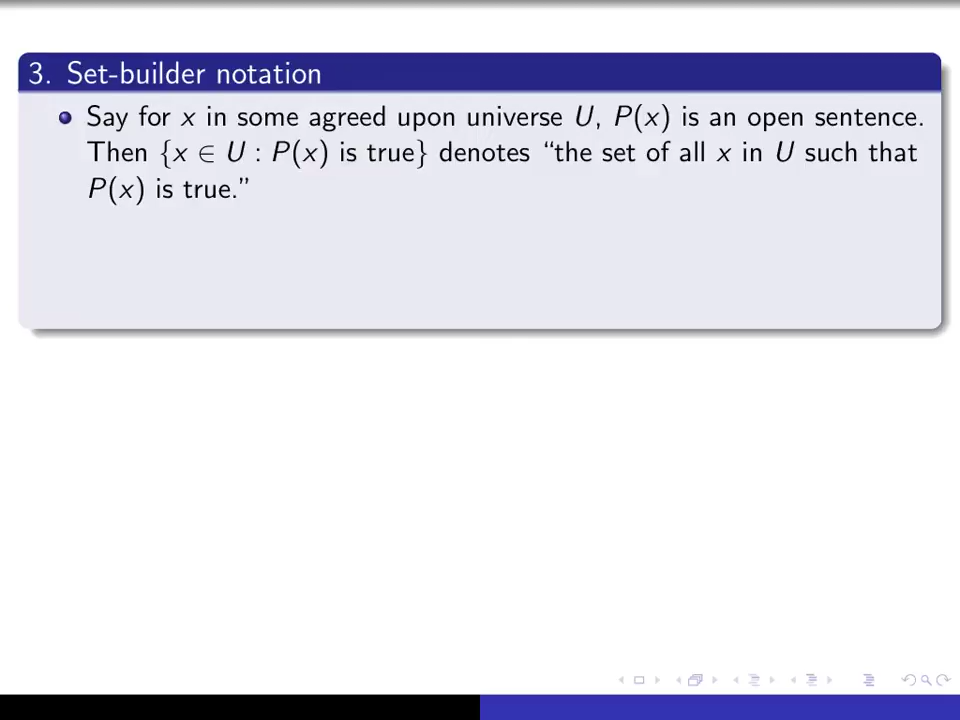 3. Set-builder notation
Say for x in some agreed upon universe U, P(x) is an open sentence.
Then {x ∈ U : P(x) is true} denotes “the set of all x in U such that
P(x) is true.”